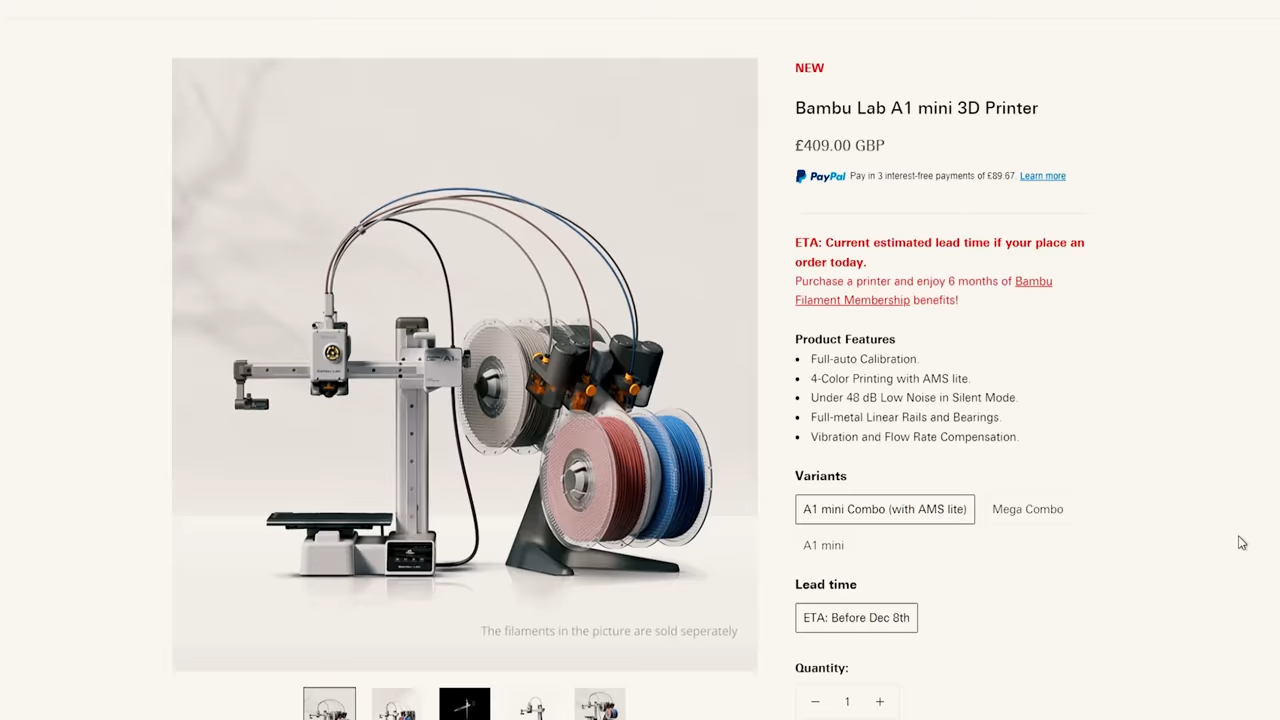 NEW
Bambu Lab A1 mini 3D Printer
£409.00 GBP
PayPal Pay in 3 interest-free payments of £89.67. Learn more
ETA: Current estimated lead time if your place an
order today.
Purchase a printer and enjoy 6 months of Bambu
Filament Membership benefits!
Product Features
• Full-auto Calibration.
• 4-Color Printing with AMS lite.
• Under 48 dB Low Noise in Silent Mode.
• Full-metal Linear Rails and Bearings.
• Vibration and Flow Rate Compensation.
Variants
A1 mini Combo (with AMS lite) Mega Combo
A1 mini
Lead time
ETA: Before Dec 8th
The filaments in the picture are sold seperately
Quantity:
− 1 +